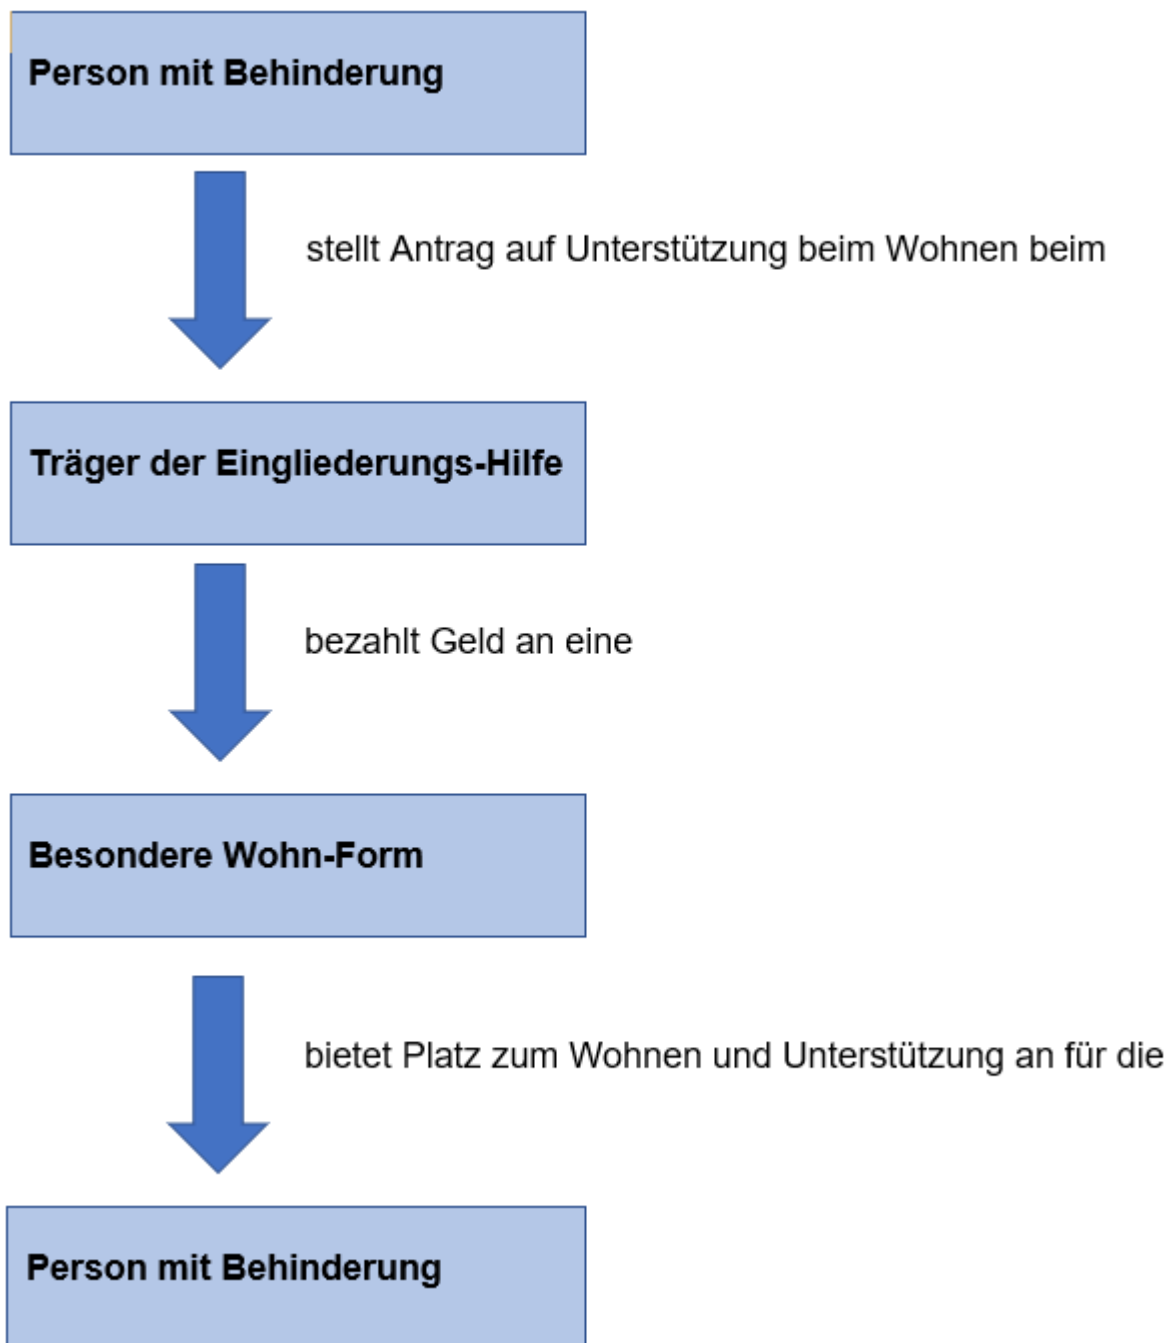 Person mit Behinderung
stellt Antrag auf Unterstützung beim Wohnen beim
Träger der Eingliederungs-Hilfe
bezahlt Geld an eine
Besondere Wohn-Form
bietet Platz zum Wohnen und Unterstützung an für die
Person mit Behinderung